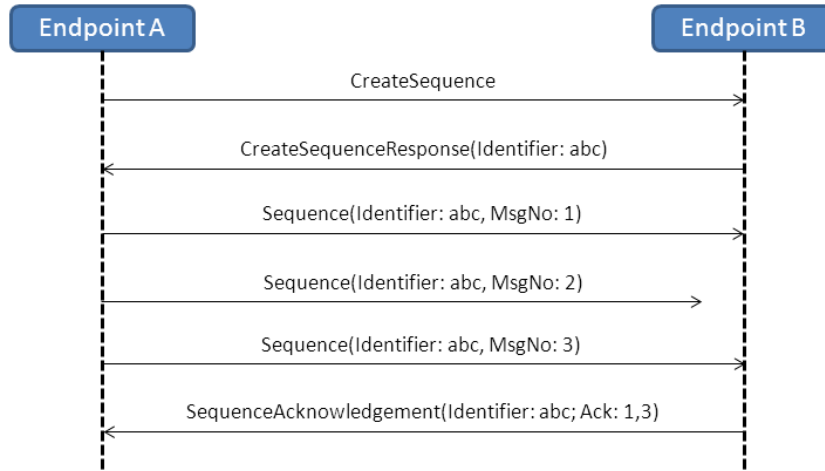 Endpoint A
Endpoint B
CreateSequence
CreateSequenceResponse(Identifier: abc)
Sequence(Identifier: abc, MsgNo: 1)
Sequence(Identifier: abc, MsgNo: 2)
Sequence(Identifier: abc, MsgNo: 3)
SequenceAcknowledgement(Identifier: abc; Ack: 1,3)